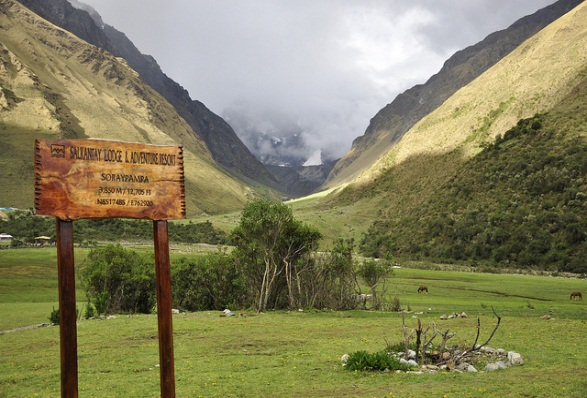 SALKANTAY LODGE & ADVENTURE RESORT
SORAYPAMPA
3,850 M / 12,705 FT